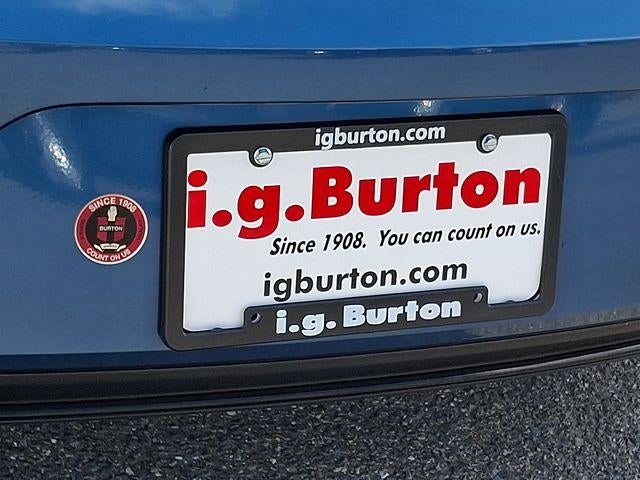 igburton.com
i.g.Burton
Since 1908. You can count on us.
igburton.com
i.g. Burton
SINCE 1908
BURTON
COUNT ON US